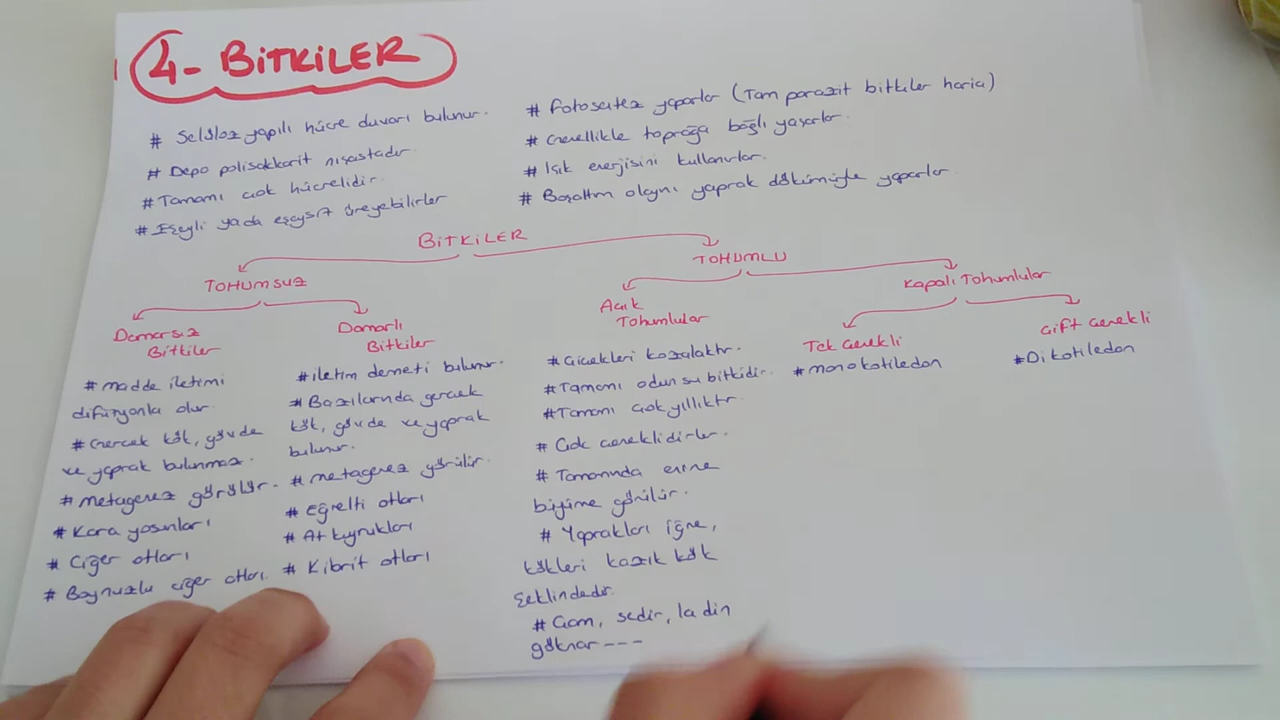 4- BİTKİLER
# Selüloz yapılı hücre duvarı bulunur.
# Depo polisakkarit nişastadır.
# Tamamı çok hücrelidir.
# Eşeyli yada eşeysiz üreyebilirler
# Fotosentez yaparlar (Tam parazit bitkiler hariç)
# Genellikle toprağa bağlı yaşarlar.
# Işık enerjisini kullanırlar.
# Boşaltım olayını yaprak dökümüyle yaparlar
BİTKİLER
TOHUMSUZ
TOHUMLU
Damarsız
Bitkiler
# madde iletimi
difüzyonla olur.
# Gerçek kök, gövde
ve yaprak bulunmaz.
# metagenez görülür.
# Kara yosunları
# Ciğer otları
# Boynuzlu ciğer otları
Damarlı
Bitkiler
# iletim demeti bulunur.
# Bazılarında gerçek
kök, gövde ve yaprak
bulunur.
# metagenez görülür.
# Eğrelti otları
# At kuyrukları
# Kibrit otları
Açık
Tohumlular
# Çiçekleri kozalaktır.
# Tamamı odunsu bitkidir.
# Tamamı çok yıllıktır.
# Çok çeneklidirler.
# Tamamında enine
büyüme görülür.
# Yaprakları iğne,
kökleri kazık kök
şeklindedir.
# Çam, sedir, ladin
göknar ---
Kapalı Tohumlular
Tek Çenekli
# monokotiledon
Çift Çenekli
# Dikotiledon